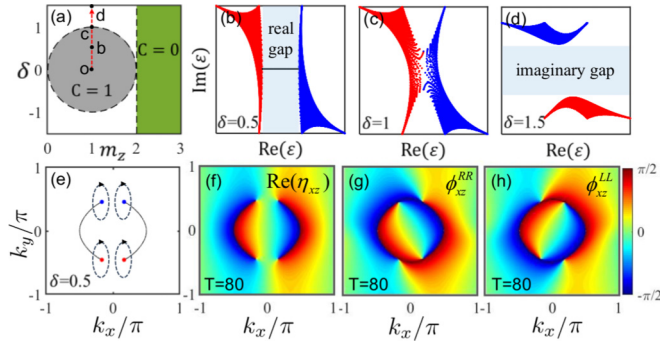 (a) d c b o C = 1 C = 0
δ 1 0 -1
0 1 2 3
m_z
(b) real gap δ=0.5
Im(ε)
Re(ε)
(c) δ=1
Re(ε)
(d) imaginary gap δ=1.5
Re(ε)
(e) δ=0.5
k_y/π 1 0 -1
-1 0 1
k_x/π
(f) Re(η_xz) T=80
1 0 -1
-1 0 1
k_x/π
(g) ϕ_xz^RR T=80
-1 0 1
k_x/π
(h) ϕ_xz^LL T=80
-1 0 1
k_x/π
π/2
0
-π/2